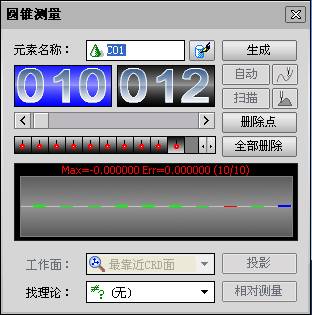 圆锥测量
元素名称： C01 生成
010 012 自动
扫描
删除点
全部删除
Max=-0.000000 Err=0.000000 (10/10)
工作面： 最靠近CRD面 投影
找理论： (无) 相对测量